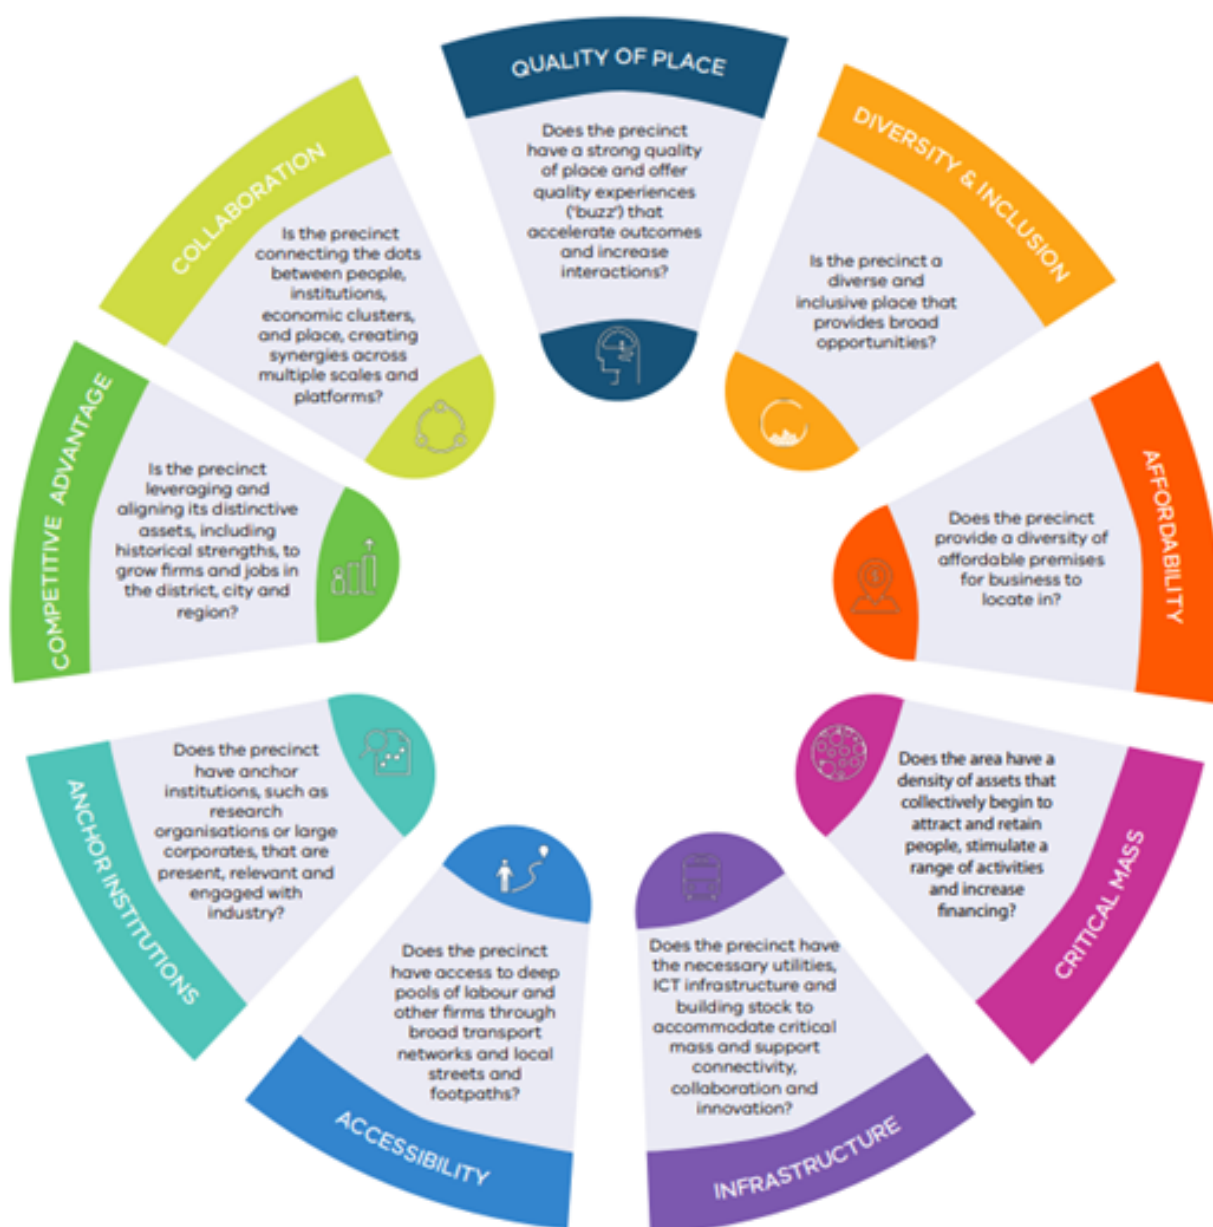 QUALITY OF PLACE
Does the precinct
have a strong quality
of place and offer
quality experiences
('buzz') that
accelerate outcomes
and increase
interactions?
DIVERSITY & INCLUSION
Is the precinct a
diverse and
inclusive place that
provides broad
opportunities?
AFFORDABILITY
Does the precinct
provide a diversity of
affordable premises
for business to
locate in?
CRITICAL MASS
Does the area have a
density of assets that
collectively begin to
attract and retain
people, stimulate a
range of activities
and increase
financing?
INFRASTRUCTURE
Does the precinct have
the necessary utilities,
ICT infrastructure and
building stock to
accommodate critical
mass and support
connectivity,
collaboration and
innovation?
ACCESSIBILITY
Does the precinct
have access to deep
pools of labour and
other firms through
broad transport
networks and local
streets and
footpaths?
ANCHOR INSTITUTIONS
Does the precinct
have anchor
institutions, such as
research
organisations or large
corporates, that are
present, relevant and
engaged with
industry?
COMPETITIVE ADVANTAGE
Is the precinct
leveraging and
aligning its distinctive
assets, including
historical strengths, to
grow firms and jobs in
the district, city and
region?
COLLABORATION
Is the precinct
connecting the dots
between people,
institutions,
economic clusters,
and place, creating
synergies across
multiple scales and
platforms?
$